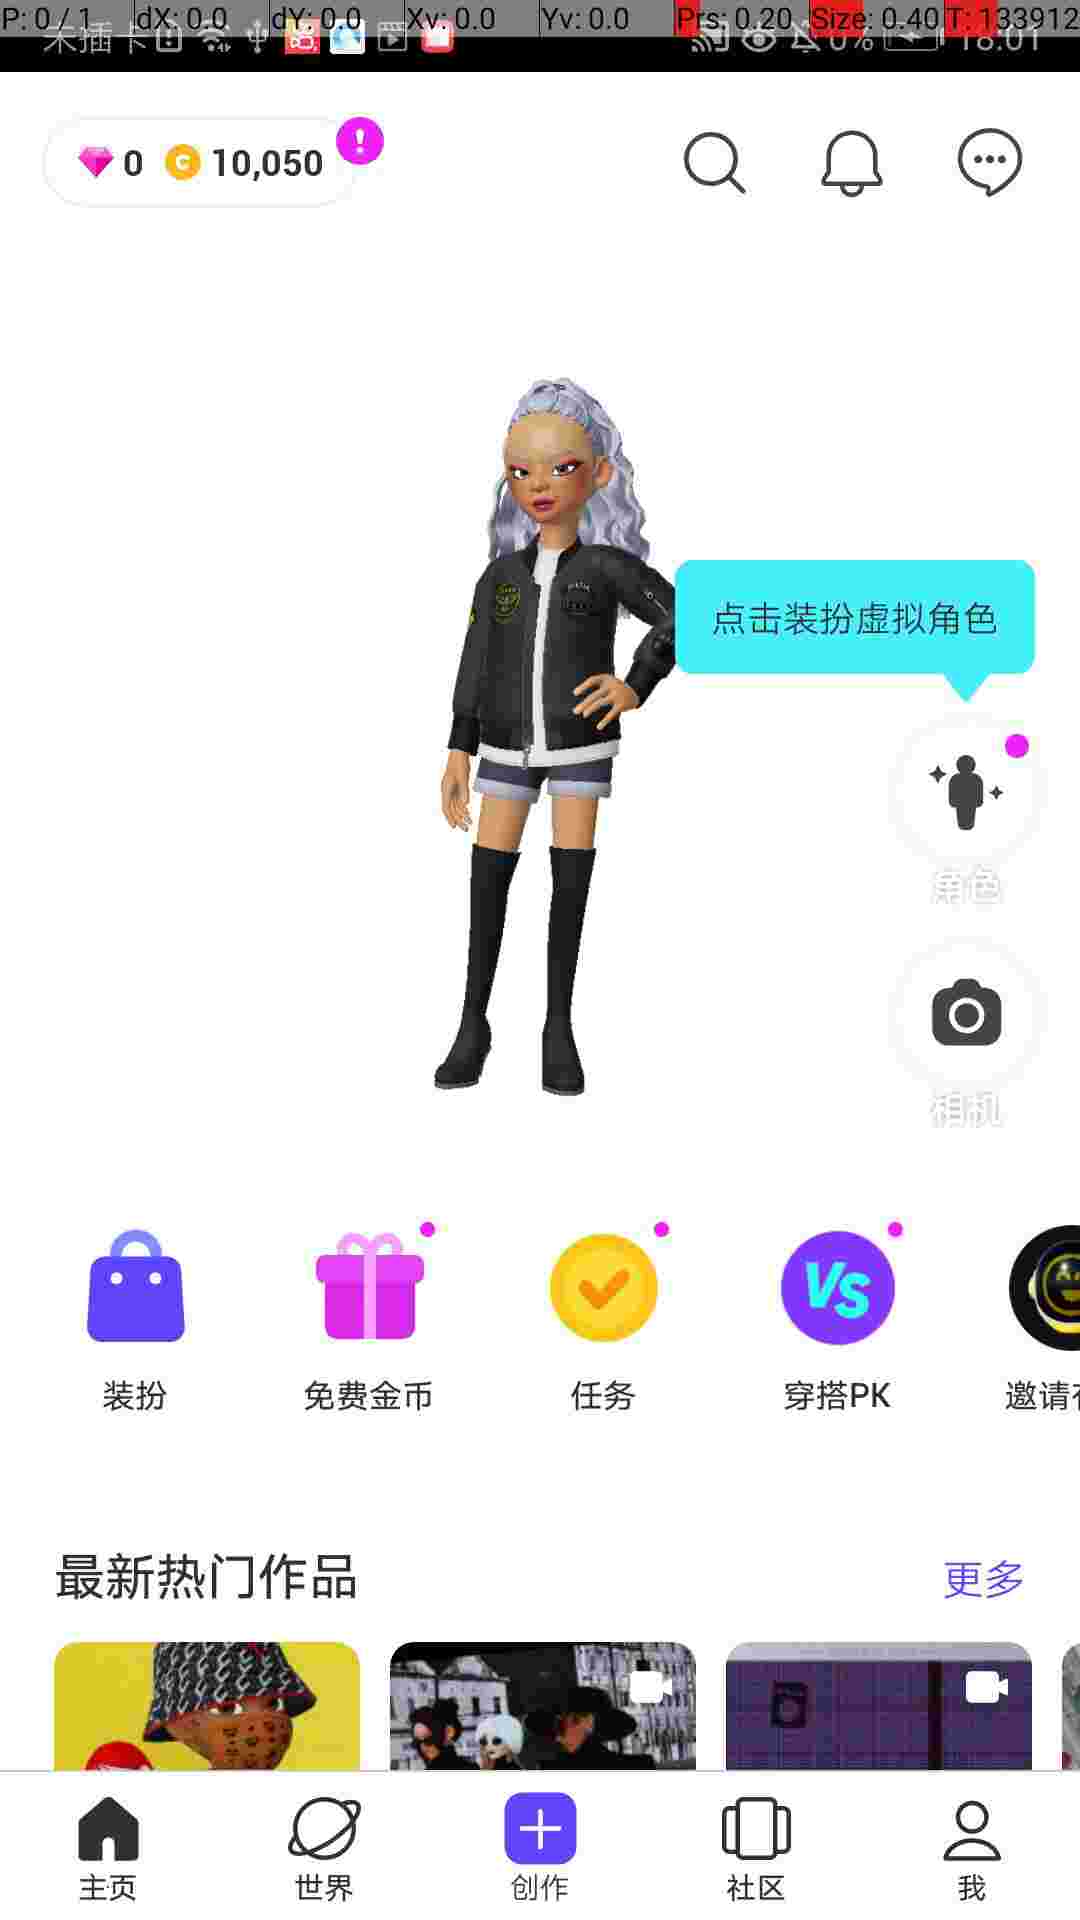 P: 0 / 1 dX: 0.0 dY: 0.0 Xv: 0.0 Yv: 0.0 Prs: 0.20 Size: 0.40 T: 133912
未插卡 0% 18:01
0 10,050
点击装扮虚拟角色
角色
相机
装扮 免费金币 任务 穿搭PK 邀请
最新热门作品 更多
主页 世界 创作 社区 我